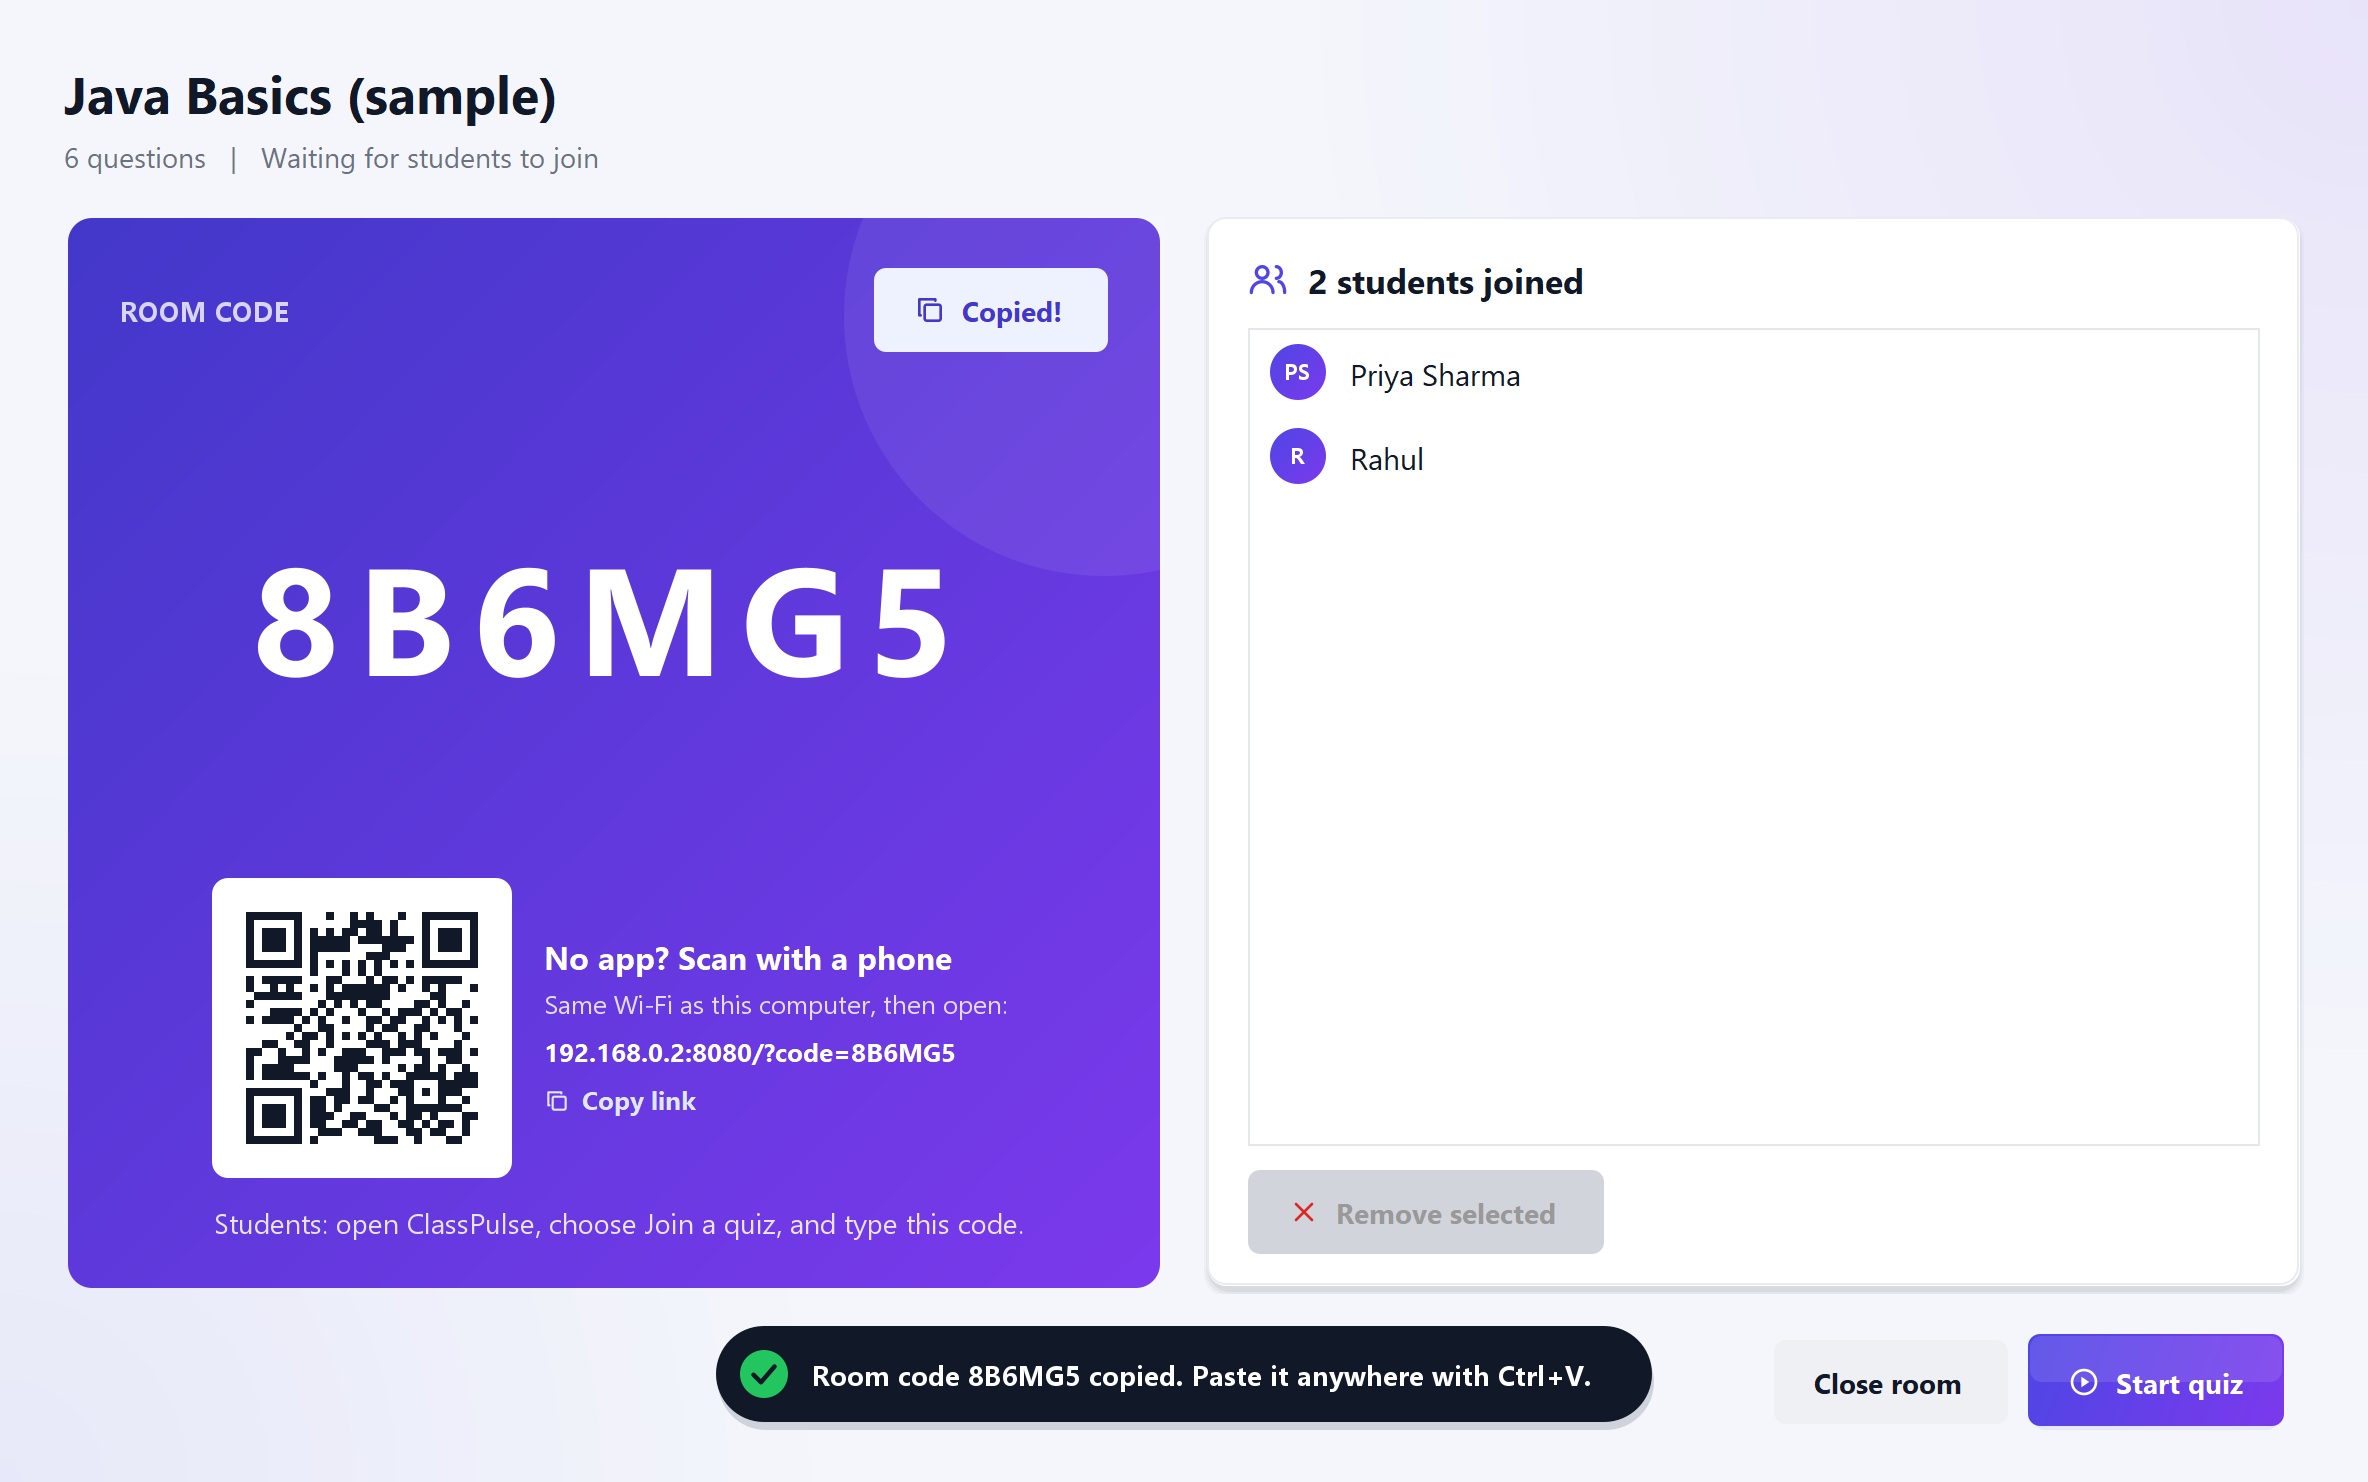 Java Basics (sample)
6 questions | Waiting for students to join
ROOM CODE
Copied!
8B6MG5
No app? Scan with a phone
Same Wi-Fi as this computer, then open:
192.168.0.2:8080/?code=8B6MG5
Copy link
Students: open ClassPulse, choose Join a quiz, and type this code.
2 students joined
PS Priya Sharma
R Rahul
Remove selected
Room code 8B6MG5 copied. Paste it anywhere with Ctrl+V.
Close room
Start quiz